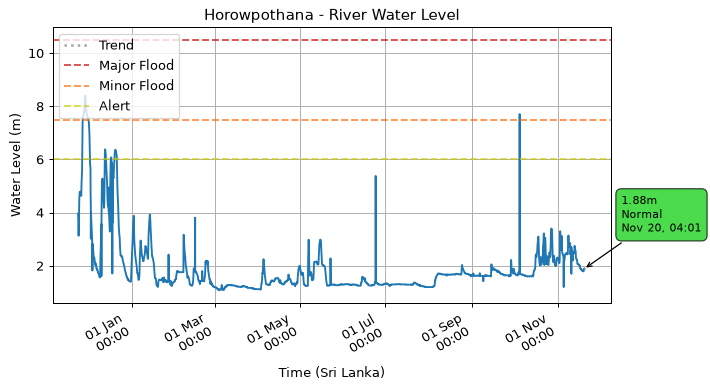 Horowpothana - River Water Level
Trend
Major Flood
Minor Flood
Alert
10
8
6
4
2
Water Level (m)
1.88m
Normal
Nov 20, 04:01
01 Jan
00:00
01 Mar
00:00
01 May
00:00
01 Jul
00:00
01 Sep
00:00
01 Nov
00:00
Time (Sri Lanka)